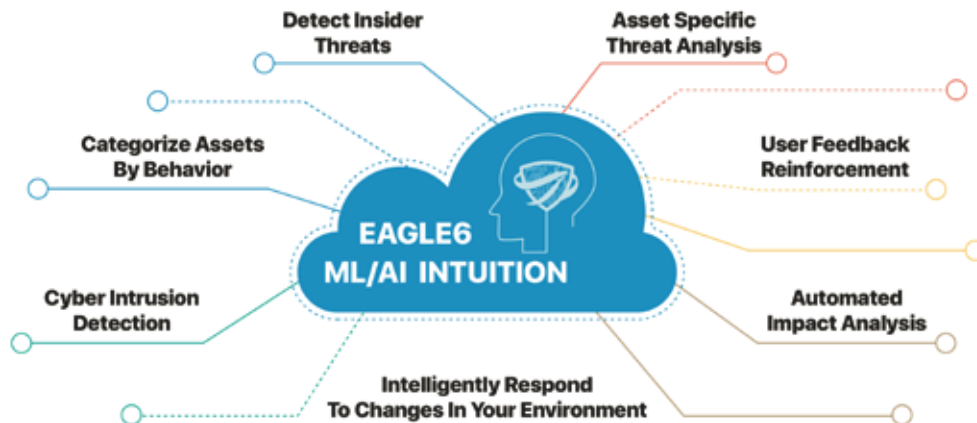 Detect Insider
Threats
Asset Specific
Threat Analysis
Categorize Assets
By Behavior
User Feedback
Reinforcement
EAGLE6
ML/AI INTUITION
Cyber Intrusion
Detection
Automated
Impact Analysis
Intelligently Respond
To Changes In Your Environment